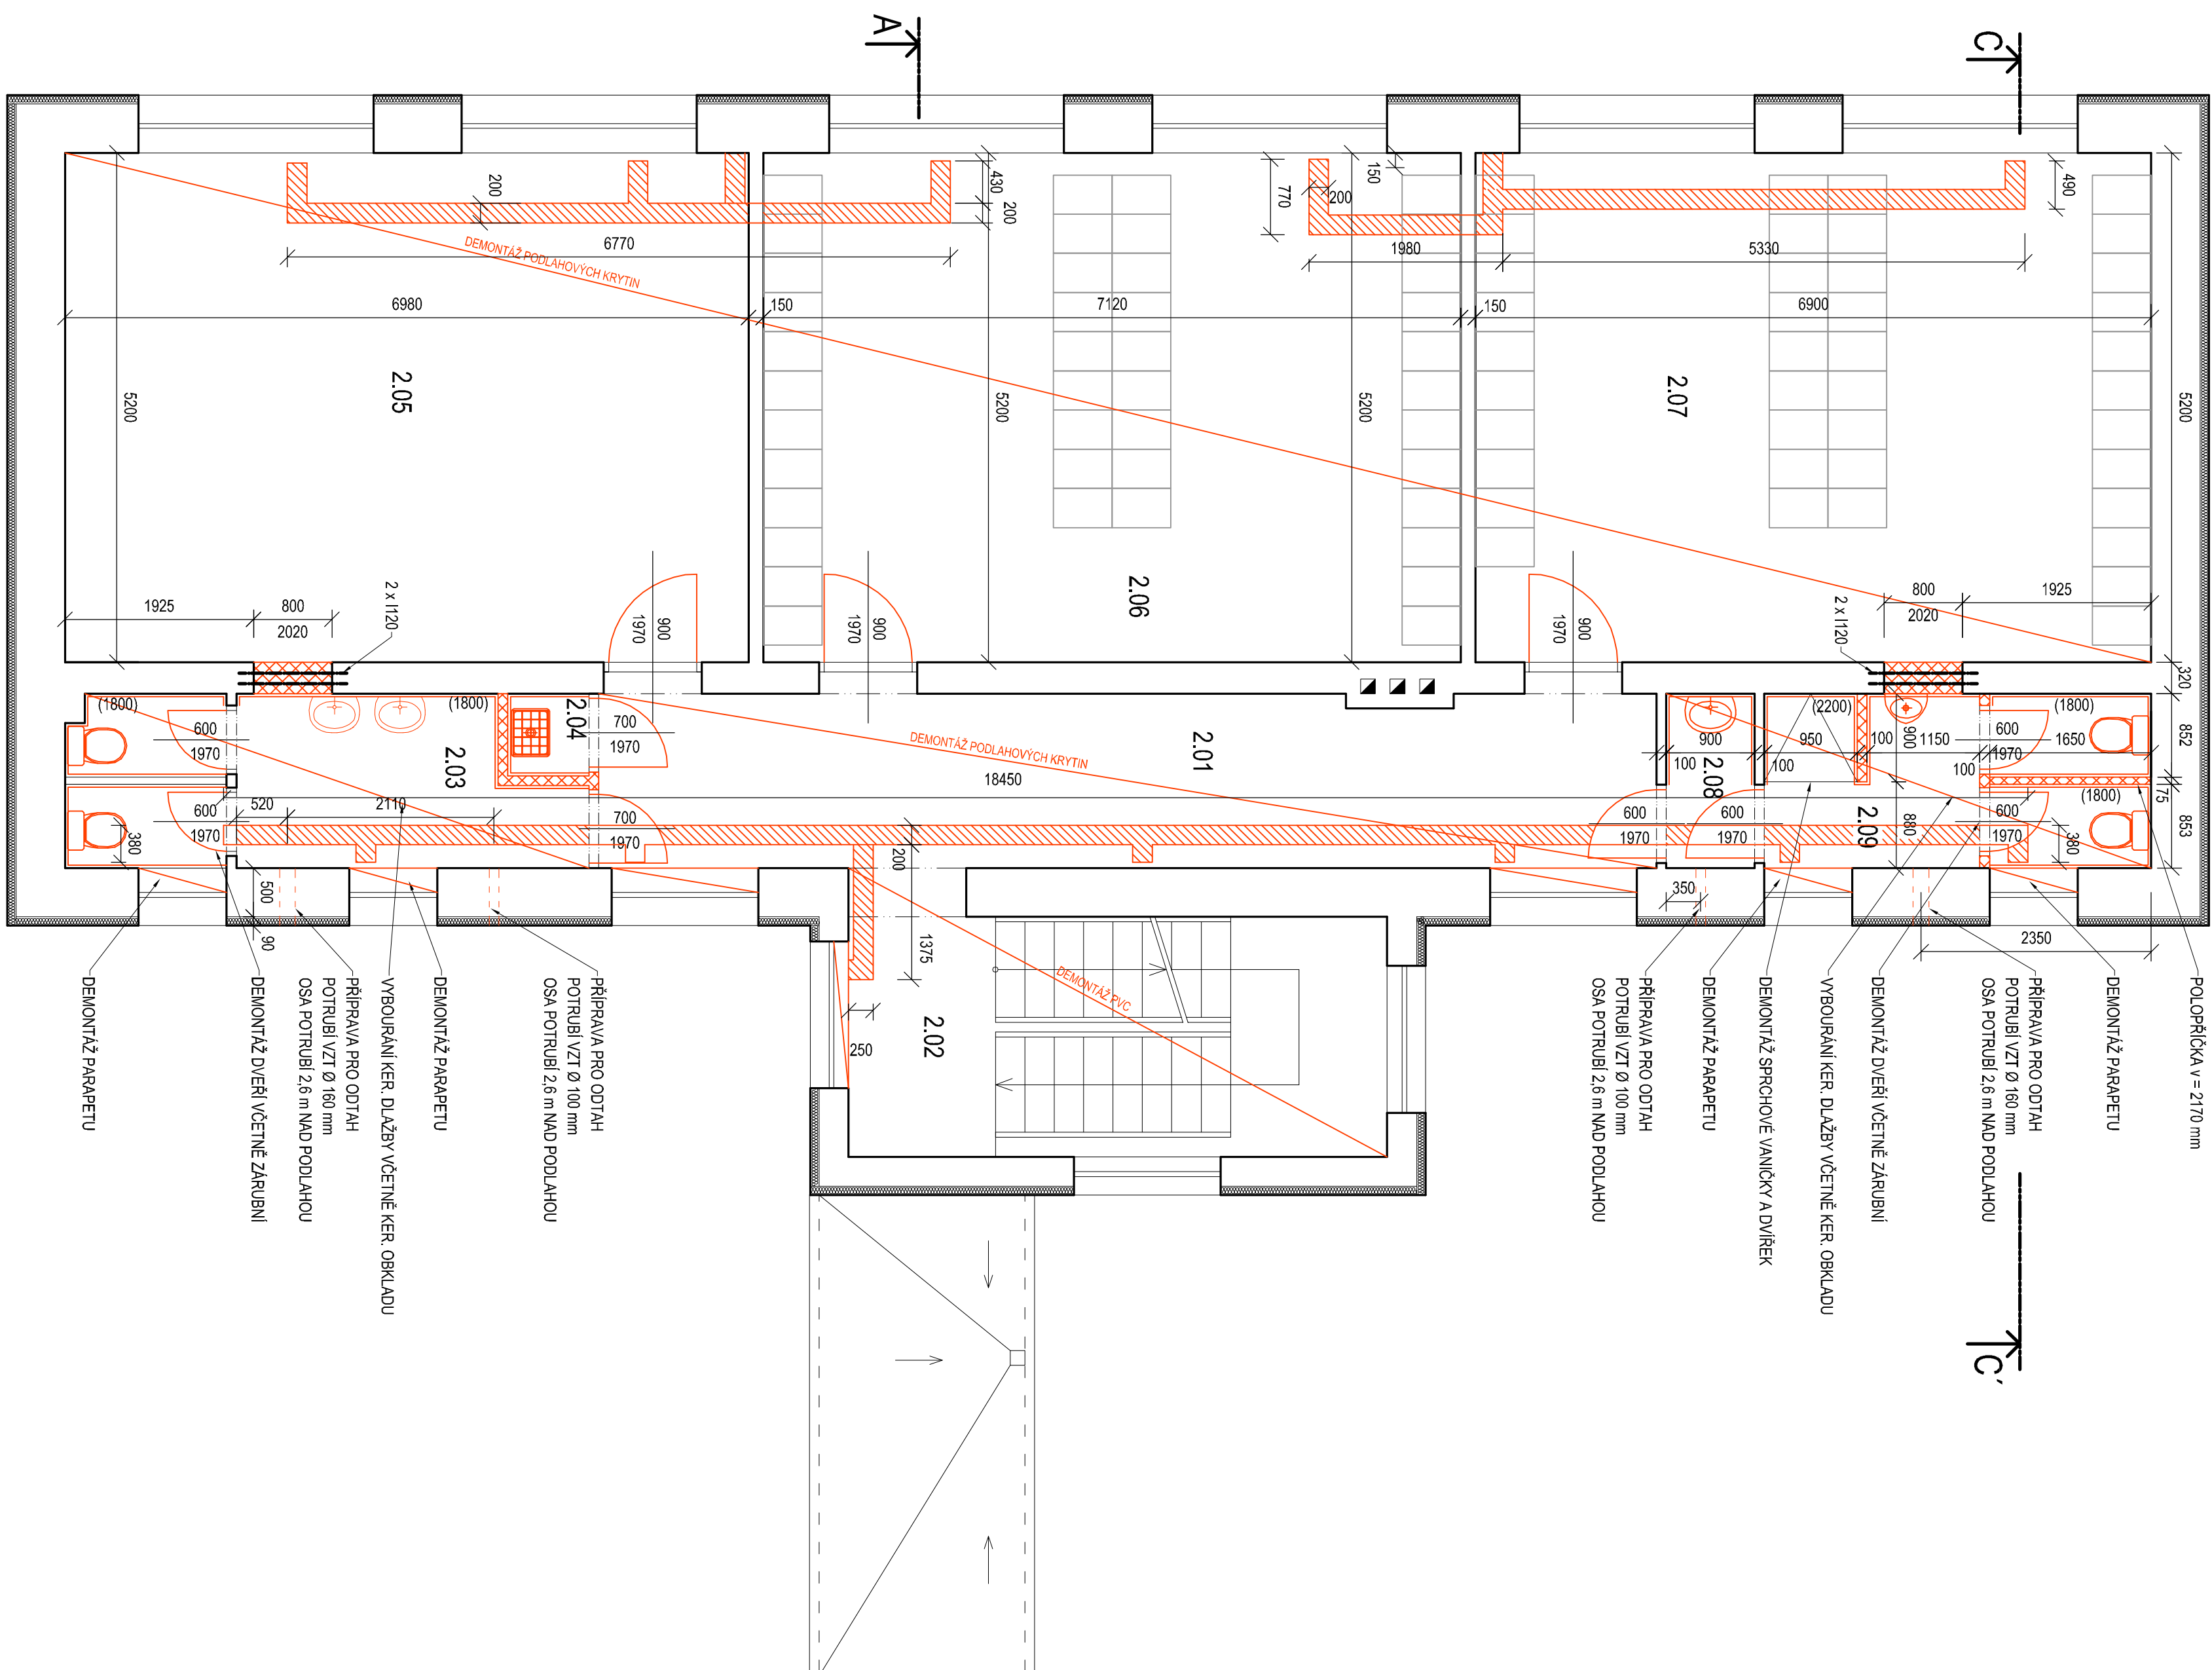 A
C
200
430
200
150
770
200
490
6770
DEMONTÁŽ PODLAHOVÝCH KRYTIN
1980
5330
6980
150
7120
150
6900
5200
2.05
5200
5200
2.07
5200
2.06
1925
800
2020
2 x I120
900
1970
900
1970
900
1970
2 x I120
800
2020
1925
320
(1800)
600
1970
(1800)
2.03
2.04
700
1970
DEMONTÁŽ PODLAHOVÝCH KRYTIN
2.01
18450
900
100
2.08
950
100
(2200)
100
900
1150
600
1970
100
1650
(1800)
852
75
853
600
1970
380
520
2110
700
1970
200
600
1970
600
1970
2.09
880
600
1970
380
(1800)
500
90
1375
250
2.02
DEMONTÁŽ PVC
350
2350
DEMONTÁŽ PARAPETU
DEMONTÁŽ DVEŘÍ VČETNĚ ZÁRUBNÍ
PŘÍPRAVA PRO ODTAH
POTRUBÍ VZT Ø 160 mm
OSA POTRUBÍ 2,6 m NAD PODLAHOU
VYBOURÁNÍ KER. DLAŽBY VČETNĚ KER. OBKLADU
DEMONTÁŽ PARAPETU
PŘÍPRAVA PRO ODTAH
POTRUBÍ VZT Ø 100 mm
OSA POTRUBÍ 2,6 m NAD PODLAHOU
PŘÍPRAVA PRO ODTAH
POTRUBÍ VZT Ø 100 mm
OSA POTRUBÍ 2,6 m NAD PODLAHOU
DEMONTÁŽ PARAPETU
DEMONTÁŽ SPRCHOVÉ VANIČKY A DVÍŘEK
VYBOURÁNÍ KER. DLAŽBY VČETNĚ KER. OBKLADU
DEMONTÁŽ DVEŘÍ VČETNĚ ZÁRUBNÍ
PŘÍPRAVA PRO ODTAH
POTRUBÍ VZT Ø 160 mm
OSA POTRUBÍ 2,6 m NAD PODLAHOU
DEMONTÁŽ PARAPETU
POLOPŘÍČKA v = 2170 mm
C´